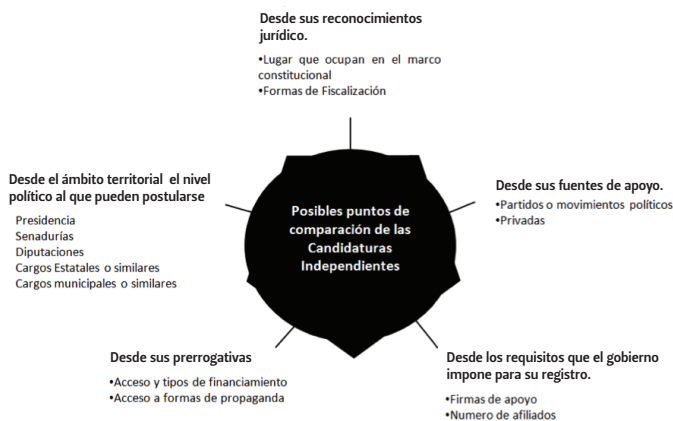 Desde sus reconocimientos
jurídico.
•Lugar que ocupan en el marco
constitucional
•Formas de Fiscalización
Desde el ámbito territorial el nivel
político al que pueden postularse
Presidencia
Senadurías
Diputaciones
Cargos Estatales o similares
Cargos municipales o similares
Posibles puntos de
comparación de las
Candidaturas
Independientes
Desde sus fuentes de apoyo.
•Partidos o movimientos políticos
•Privadas
Desde sus prerrogativas
•Acceso y tipos de financiamiento
•Acceso a formas de propaganda
Desde los requisitos que el gobierno
impone para su registro.
•Firmas de apoyo
•Numero de afiliados